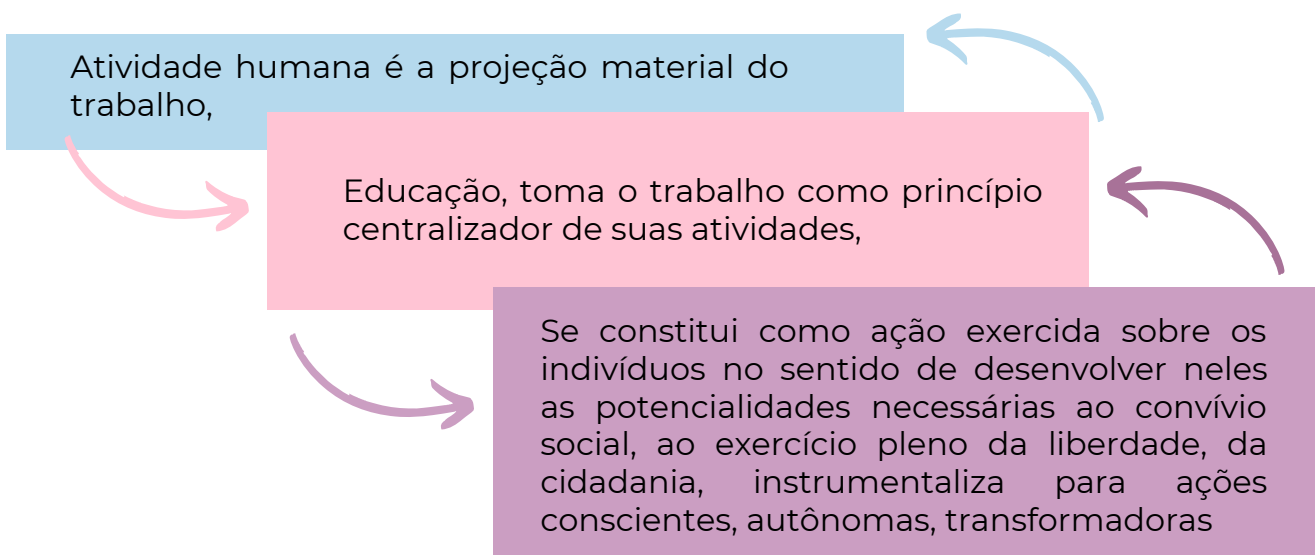 Atividade humana é a projeção material do
trabalho,
Educação, toma o trabalho como princípio
centralizador de suas atividades,
Se constitui como ação exercida sobre os
indivíduos no sentido de desenvolver neles
as potencialidades necessárias ao convívio
social, ao exercício pleno da liberdade, da
cidadania, instrumentaliza para ações
conscientes, autônomas, transformadoras